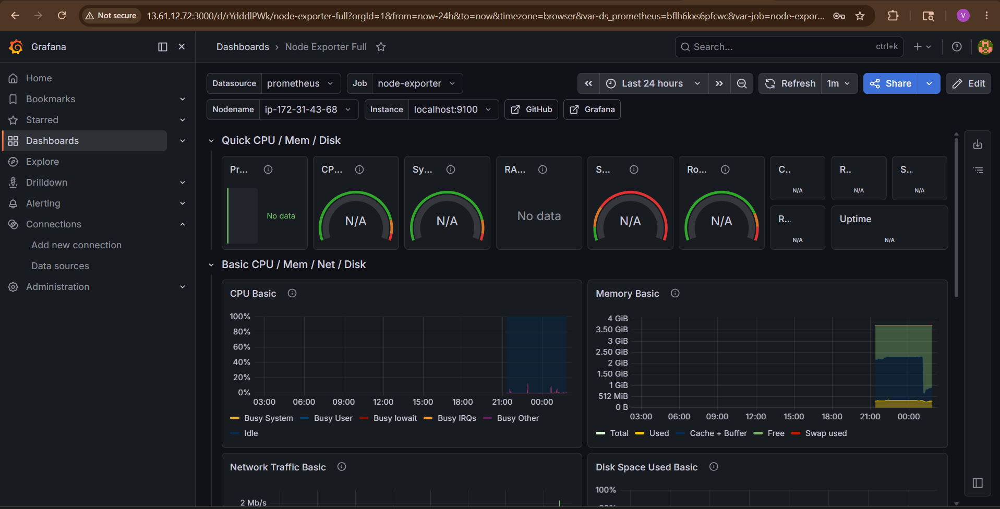 Not secure 13.61.12.72:3000/d/rYdddlPWk/node-exporter-full?orgId=1&from=now-24h&to=now&timezone=browser&var-ds_prometheus=bflh6kxs6pfcwc&var-job=node-expor... V
Grafana
Dashboards › Node Exporter Full
Search... ctrl+k
Home
Bookmarks
Starred
Dashboards
Explore
Drilldown
Alerting
Connections
Add new connection
Data sources
Administration
Datasource prometheus Job node-exporter
Last 24 hours Refresh 1m Share Edit
Nodename ip-172-31-43-68 Instance localhost:9100 GitHub Grafana
Quick CPU / Mem / Disk
Pr... CP... Sy... RA... S... Ro... C.. R... S...
No data N/A N/A No data N/A N/A N/A N/A N/A
R... Uptime
N/A N/A
Basic CPU / Mem / Net / Disk
CPU Basic
100%
80%
60%
40%
20%
0%
03:00 06:00 09:00 12:00 15:00 18:00 21:00 00:00
Busy System Busy User Busy Iowait Busy IRQs Busy Other
Idle
Memory Basic
4 GiB
3.50 GiB
3 GiB
2.50 GiB
2 GiB
1.50 GiB
1 GiB
512 MiB
0 B
03:00 06:00 09:00 12:00 15:00 18:00 21:00 00:00
Total Used Cache + Buffer Free Swap used
Network Traffic Basic
2 Mb/s
Disk Space Used Basic
100%